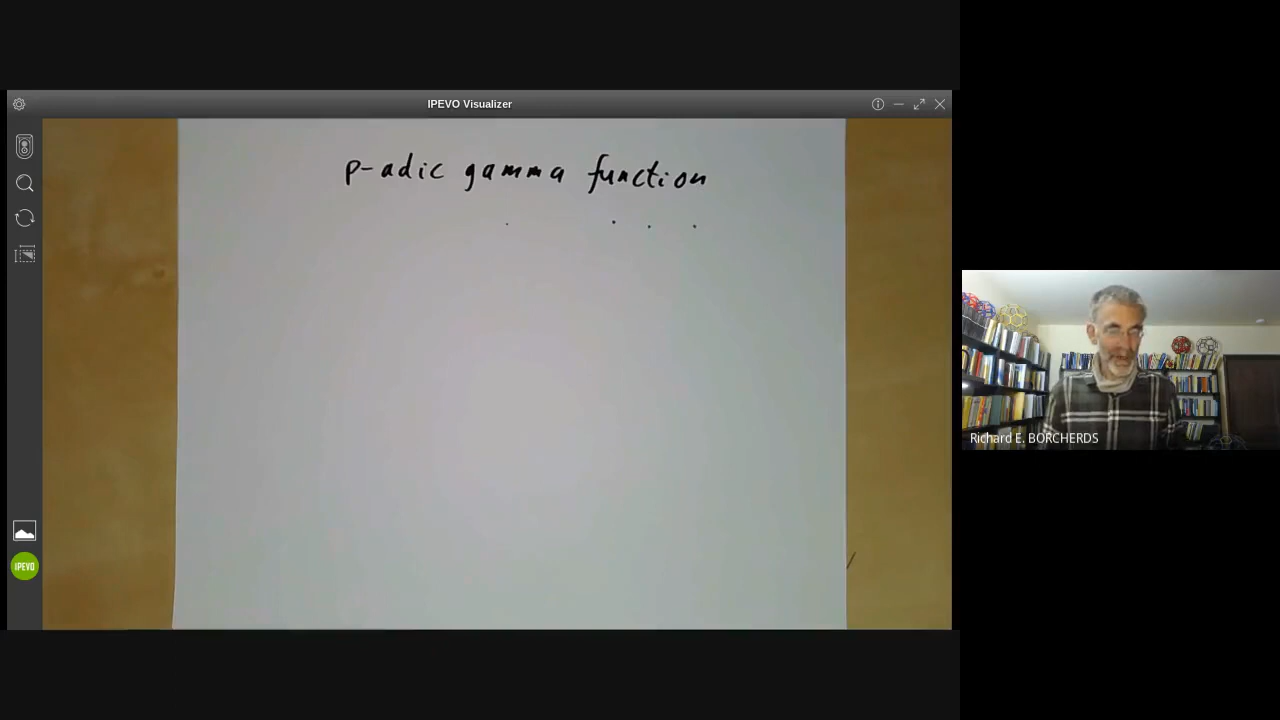 IPEVO Visualizer
p-adic gamma function
IPEVO
Richard E. BORCHERDS